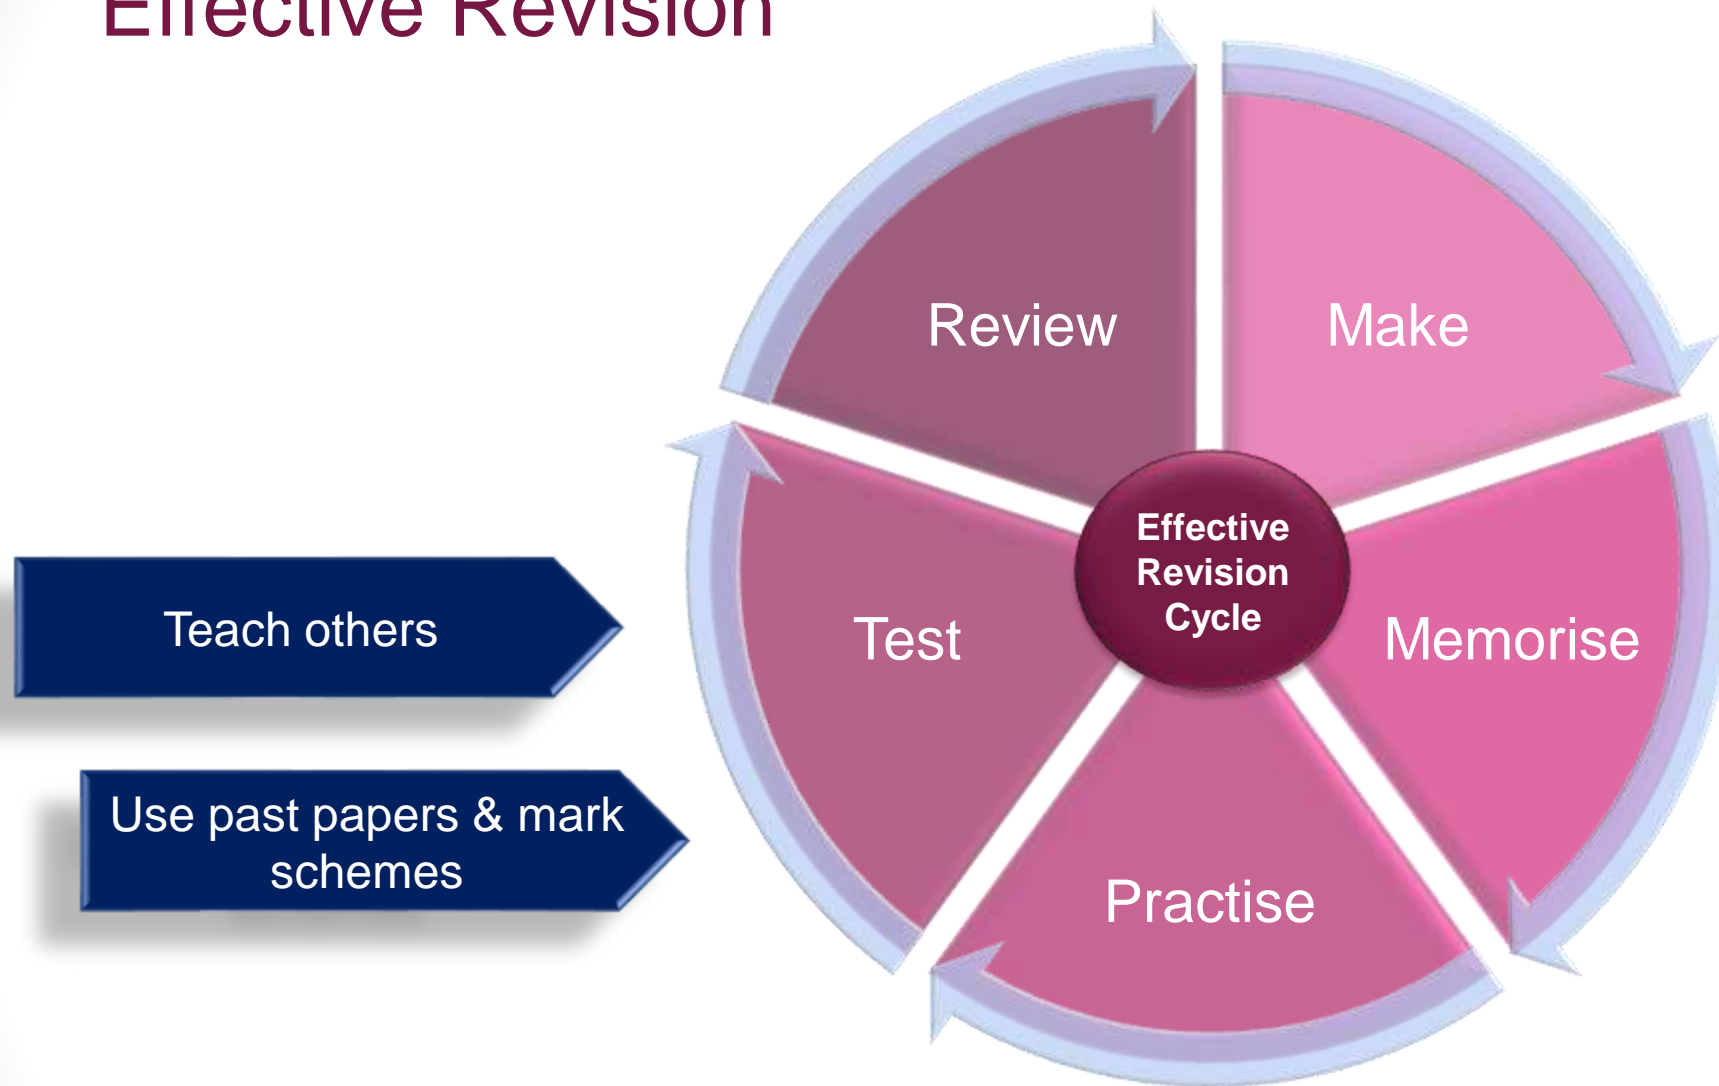 Effective Revision
Review
Make
Effective
Revision
Cycle
Teach others
Test
Memorise
Use past papers & mark
schemes
Practise